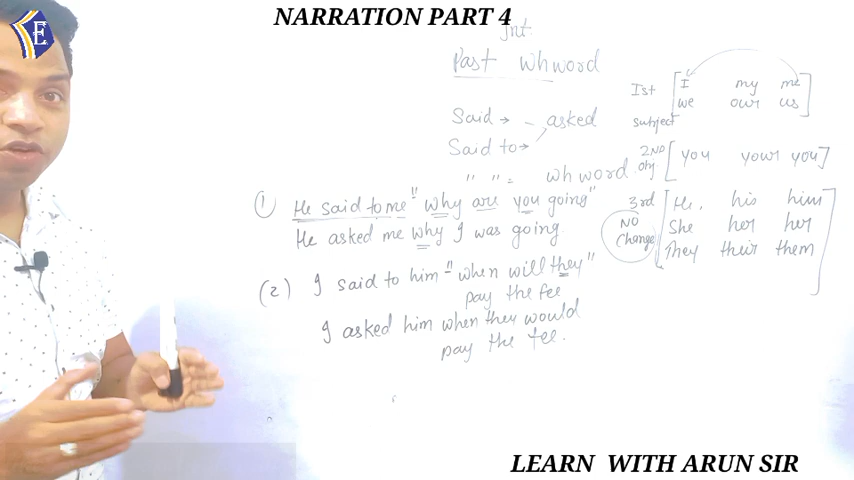 NARRATION PART 4
E
Int.
Past whword
Said → - asked
Said to→
" " = wh word
① He said to me "why are you going"
He asked me why I was going.
(2) I said to him "when will they"
pay the fee
I asked him when they would
pay the fee.
Ist [ I my me ]
we our us
subject
2ND obj. [ you your you ]
3rd [ He, his him ]
NO Change She her her
They their them
LEARN WITH ARUN SIR